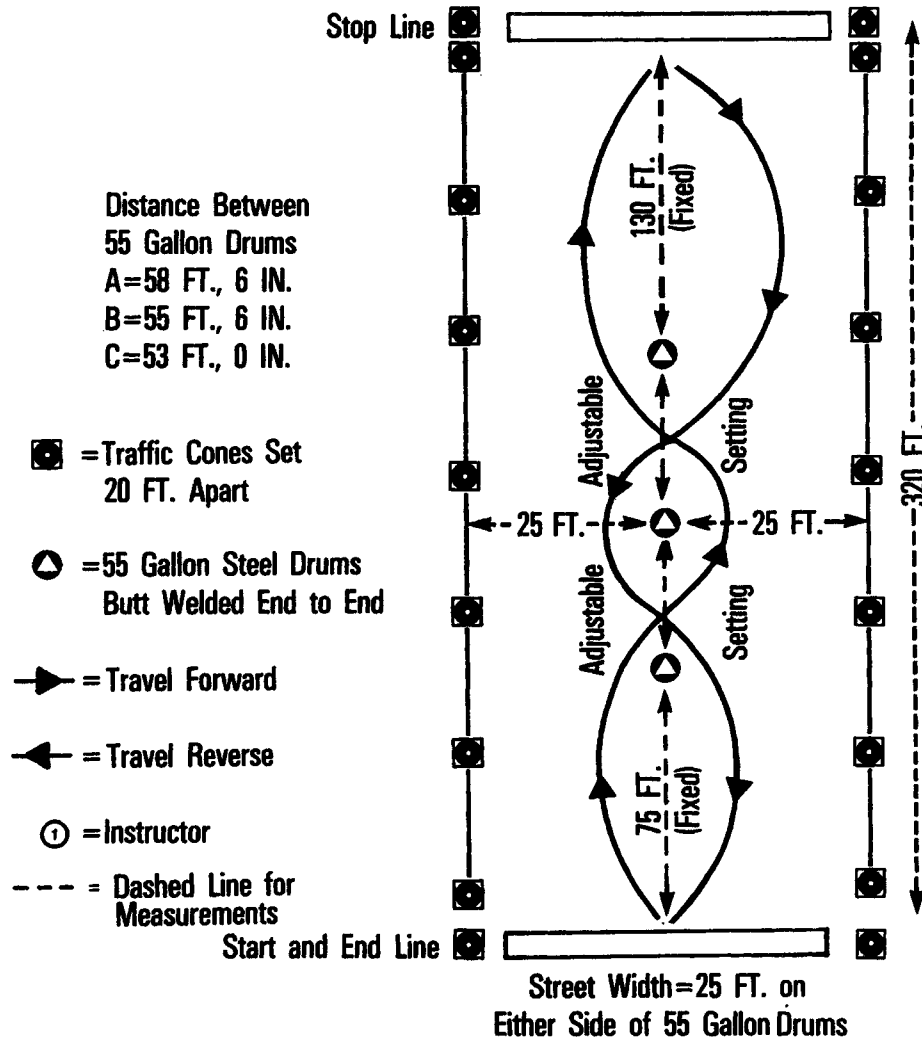 Stop Line
130 FT.
(Fixed)
320 FT.
Distance Between
55 Gallon Drums
A=58 FT., 6 IN.
B=55 FT., 6 IN.
C=53 FT., 0 IN.
Adjustable
Setting
=Traffic Cones Set
20 FT. Apart
25 FT.
25 FT.
=55 Gallon Steel Drums
Butt Welded End to End
Adjustable
Setting
=Travel Forward
=Travel Reverse
75 FT.
(Fixed)
1 =Instructor
= Dashed Line for
Measurements
Start and End Line
Street Width=25 FT. on
Either Side of 55 Gallon Drums